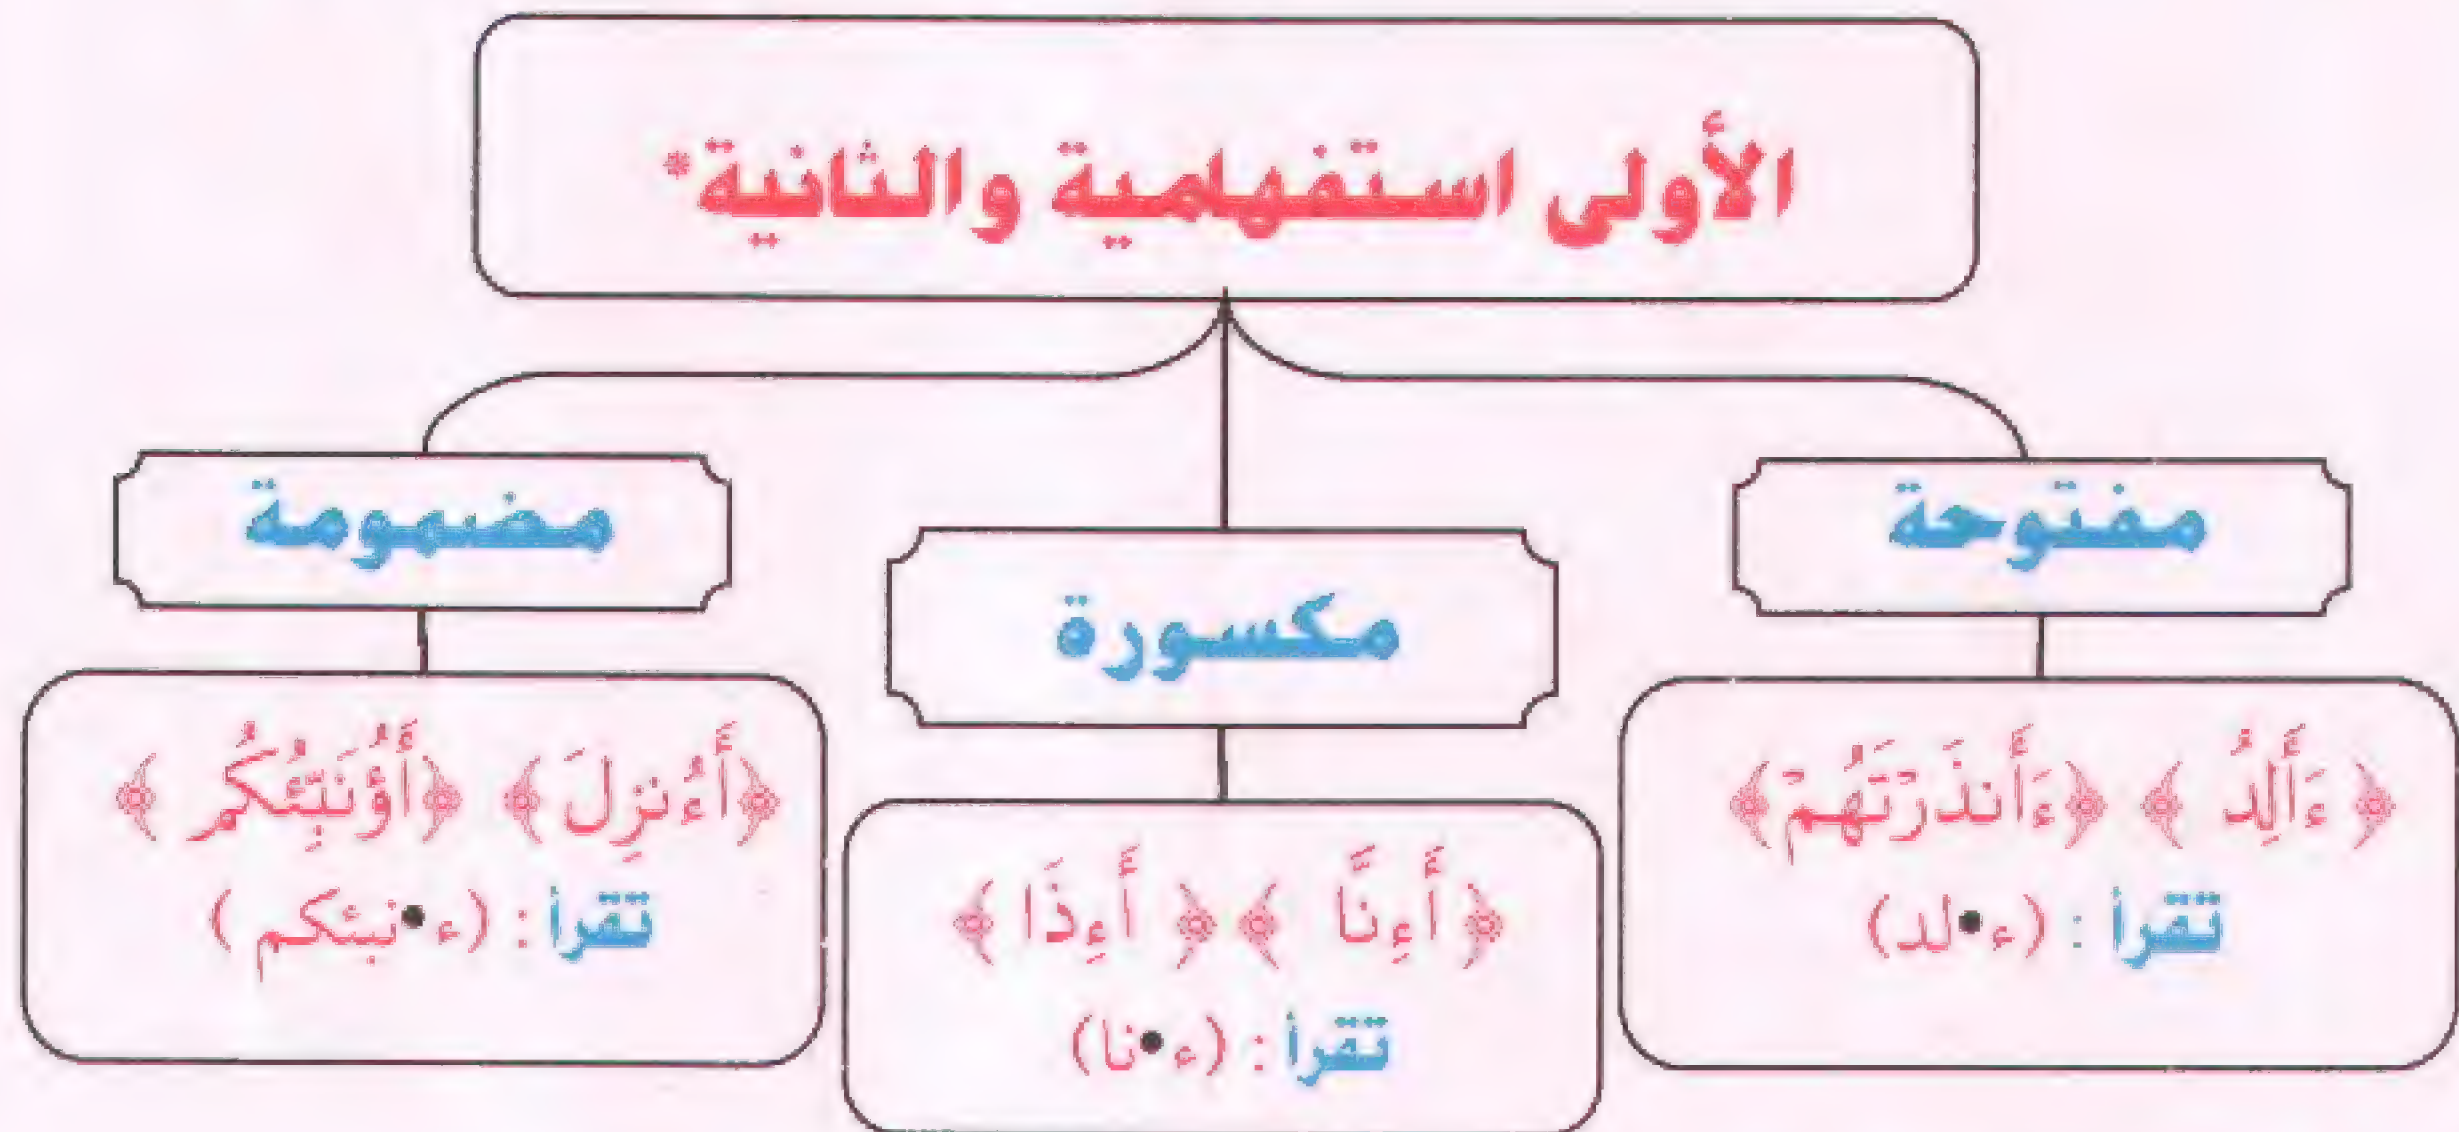 الأولى استفهامية والثانية*
مفتوحة
﴿ ءَأَلِدُ ﴾ ﴿ءَأَنذَرْتَهُمْ﴾
تقرأ : (ء•لد)
مكسورة
﴿ أَءِنَّا ﴾ ﴿ أَءِذَا ﴾
تقرأ : (ء•نا)
مضمومة
﴿أَءُنزِلَ ﴾ ﴿أَؤُنَبِّئُكُم ﴾
تقرأ : (ء•نبئكم )